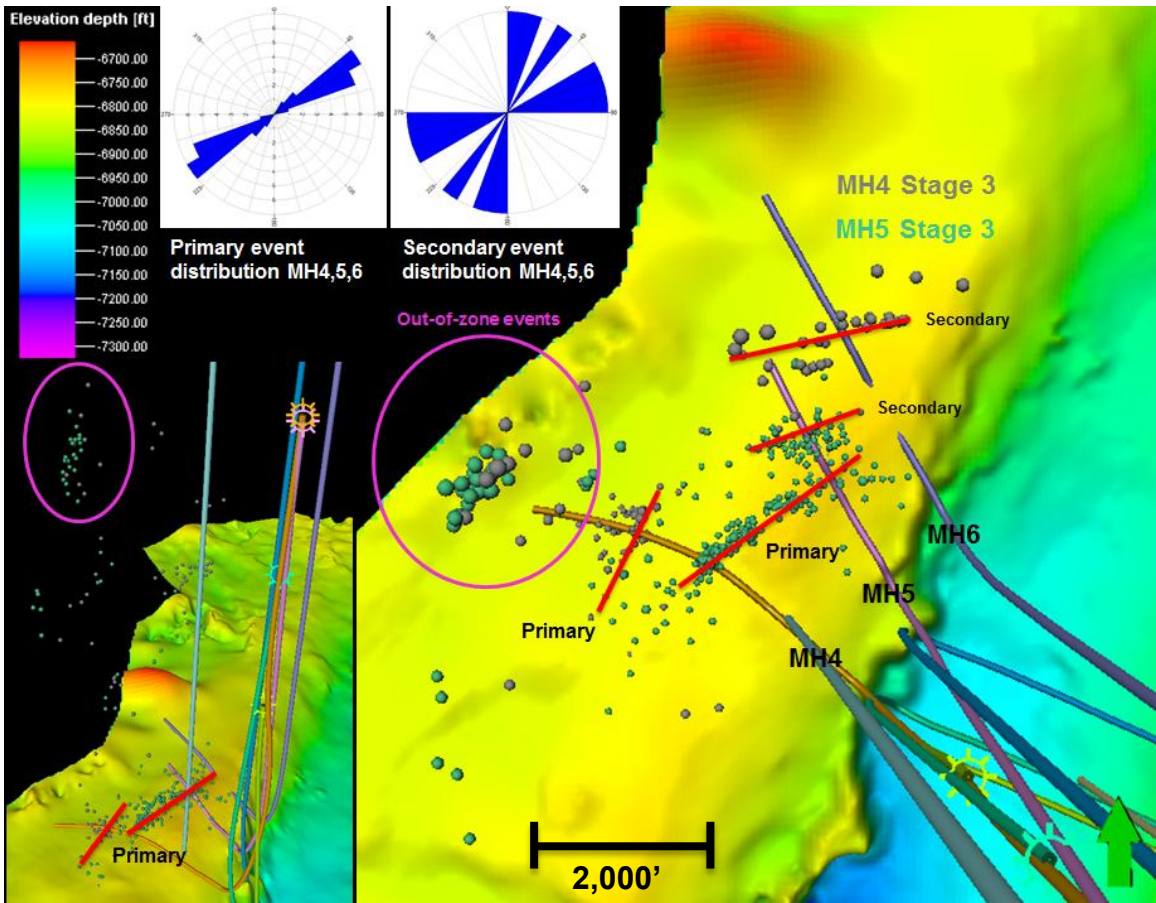 Elevation depth [ft]
-6700.00
-6750.00
-6800.00
-6850.00
-6900.00
-6950.00
-7000.00
-7050.00
-7100.00
-7150.00
-7200.00
-7250.00
-7300.00
Primary event
distribution MH4,5,6
Secondary event
distribution MH4,5,6
Out-of-zone events
MH4 Stage 3
MH5 Stage 3
Secondary
Secondary
Primary
Primary
MH6
MH5
MH4
Primary
2,000’